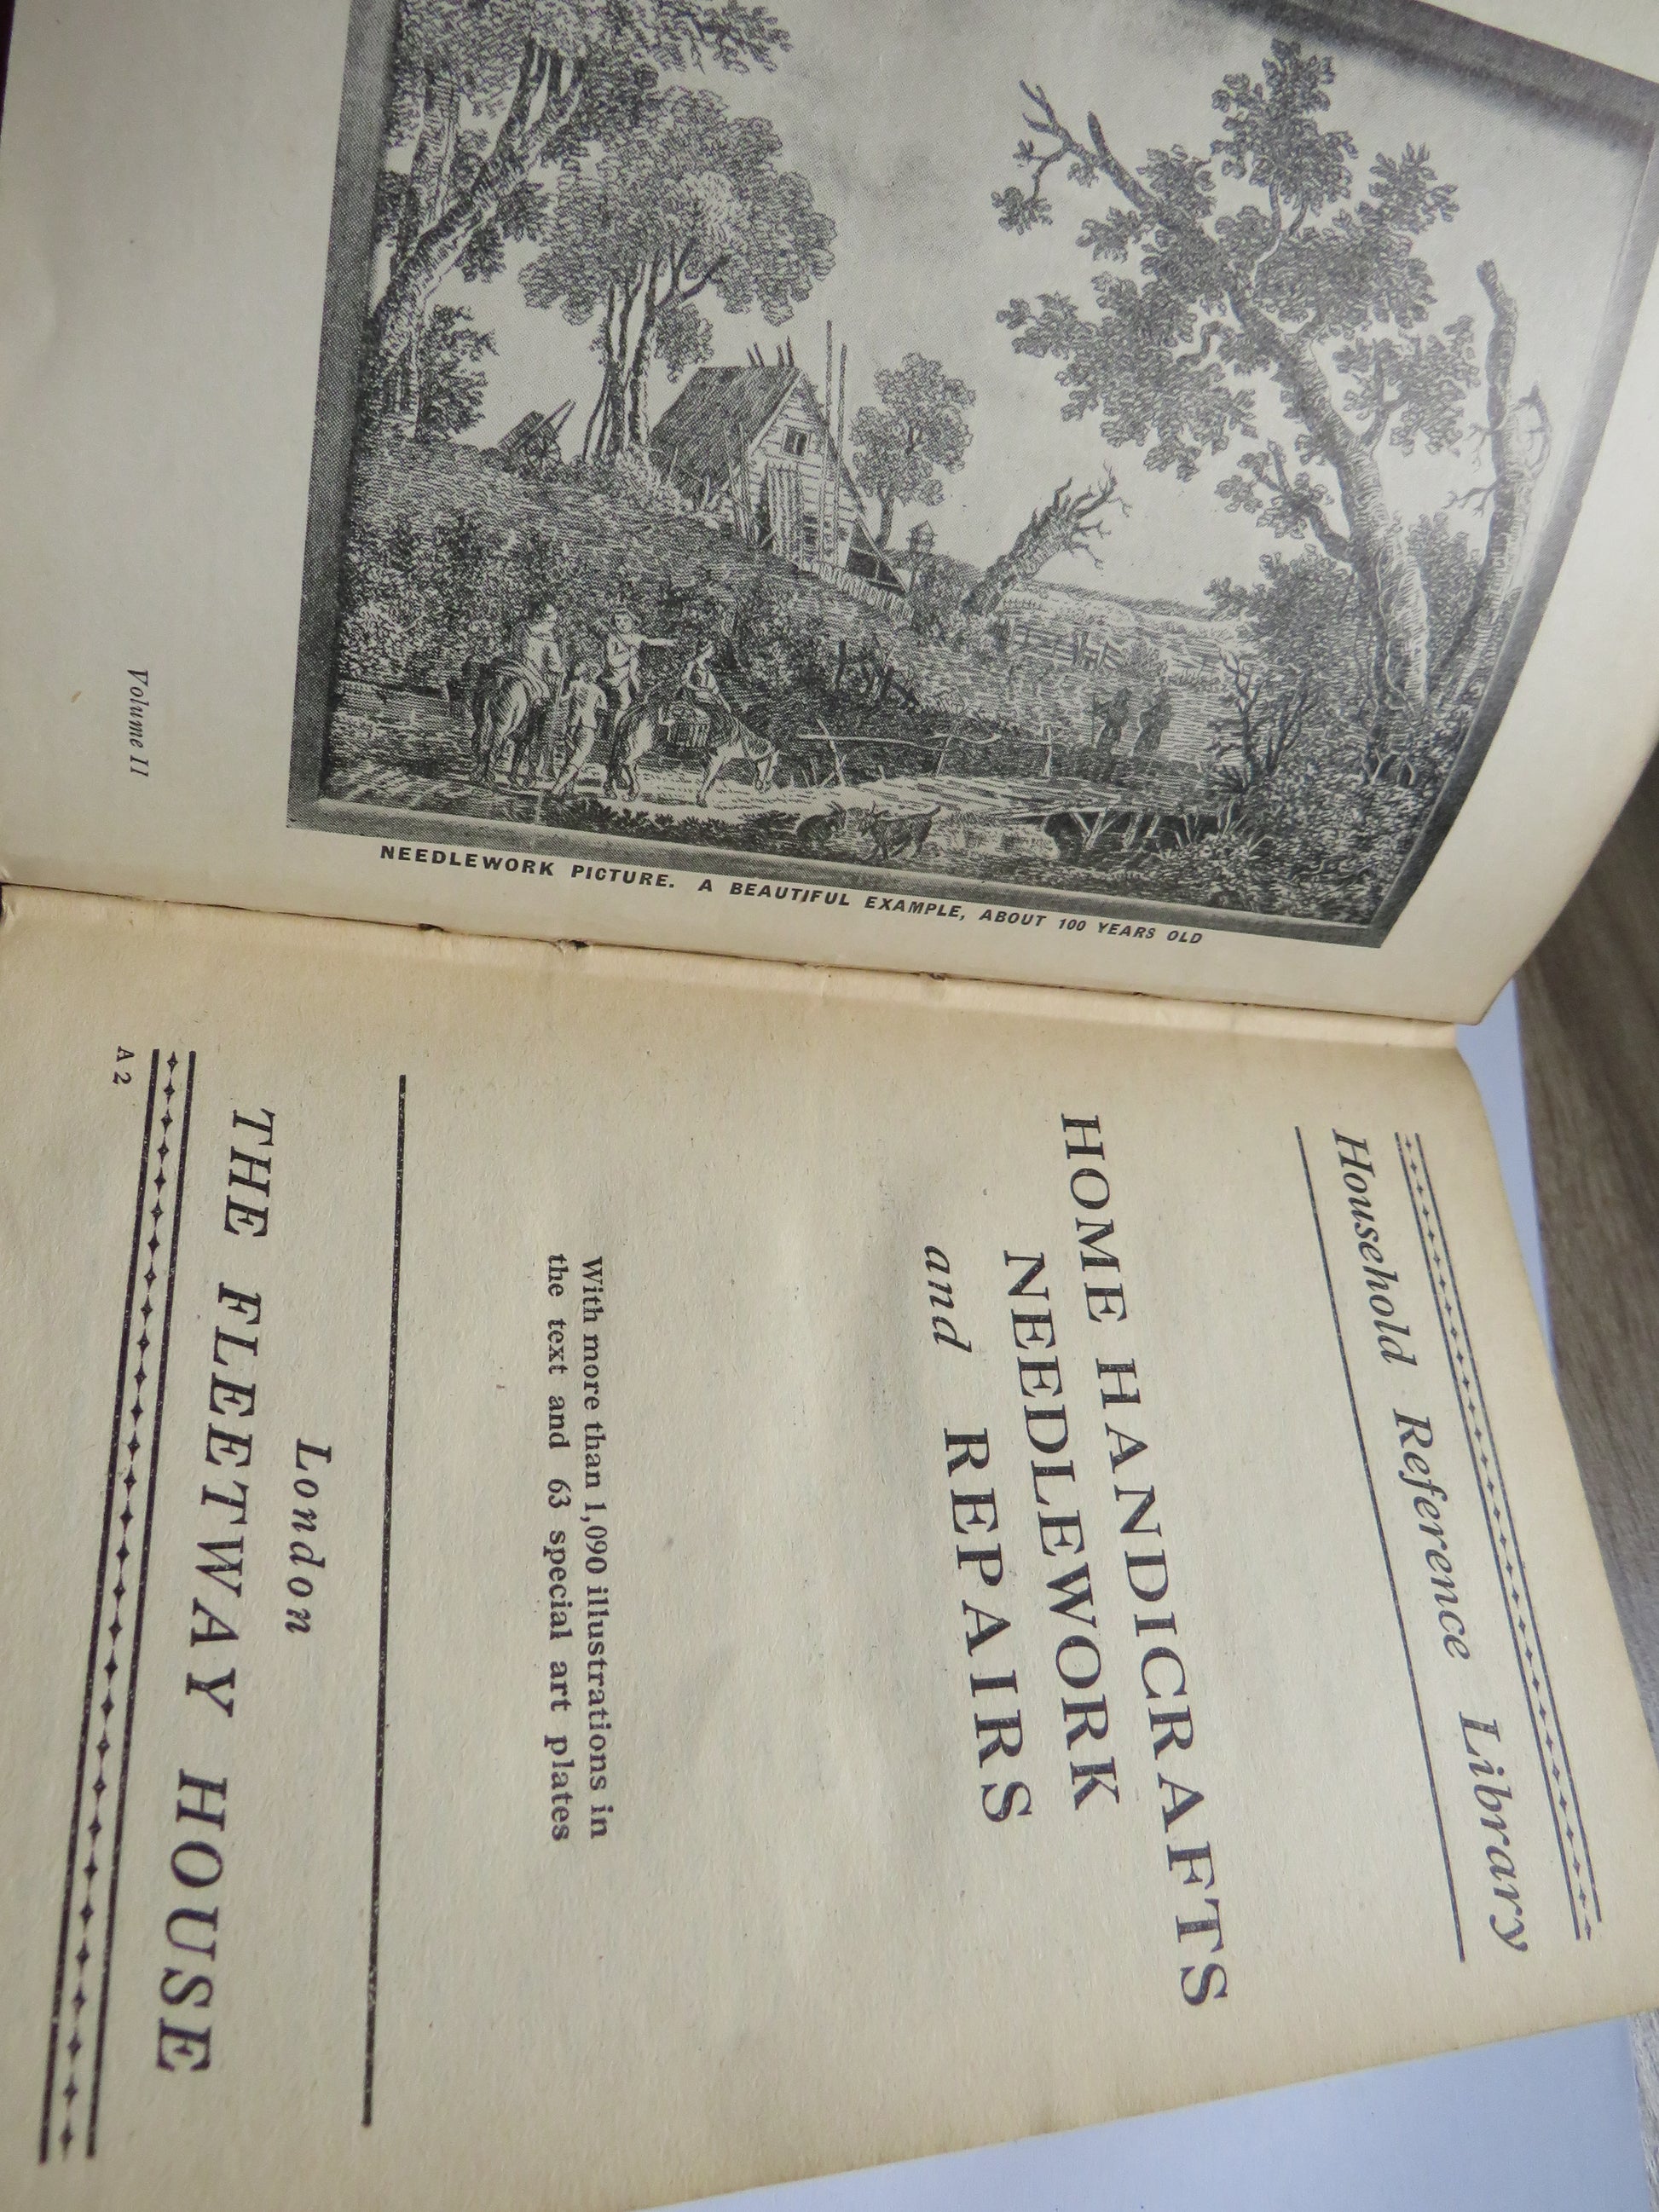 NEEDLEWORK PICTURE. A BEAUTIFUL EXAMPLE, ABOUT 100 YEARS OLD
Volume II
Household Reference Library
HOME HANDICRAFTS
NEEDLEWORK
and REPAIRS
With more than 1,090 illustrations in
the text and 63 special art plates
London
THE FLEETWAY HOUSE
A 2